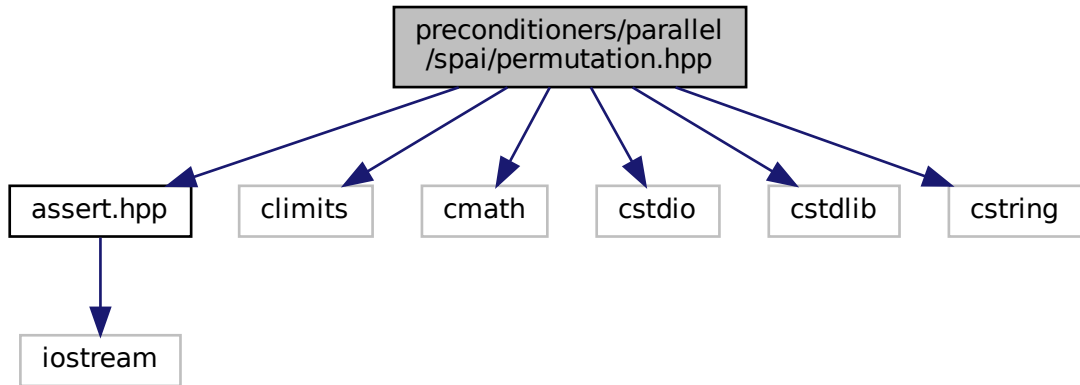 preconditioners/parallel
/spai/permutation.hpp
assert.hpp
climits
cmath
cstdio
cstdlib
cstring
iostream